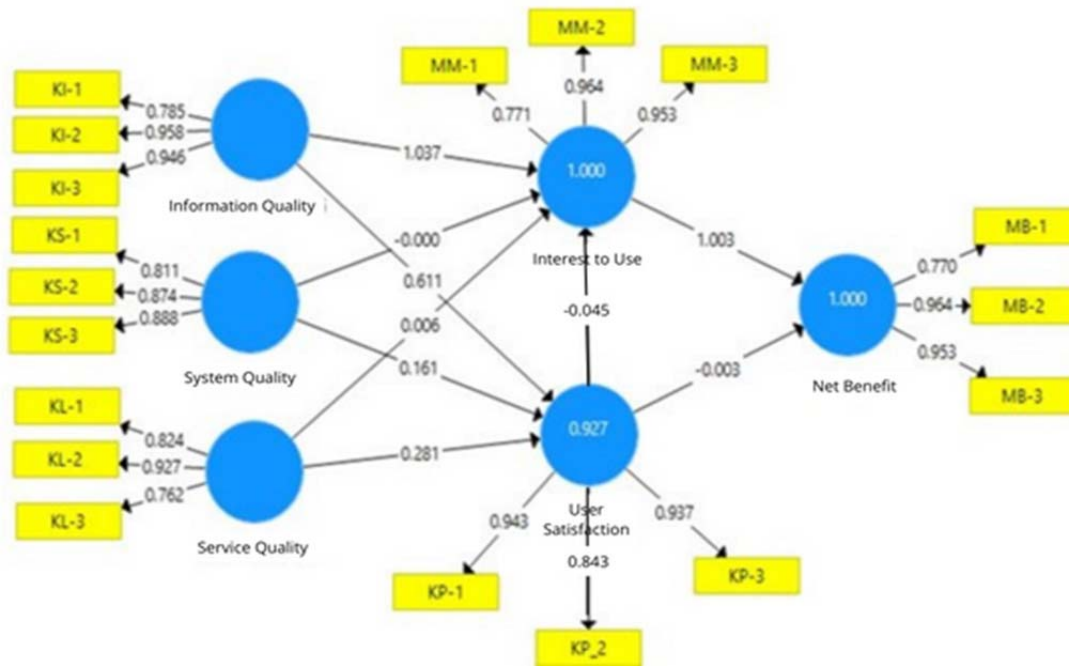 MM-2
MM-1
MM-3
0.771
0.964
0.953
KI-1
KI-2
KI-3
0.785
0.958
0.946
Information Quality
1.037
1.000
Interest to Use
KS-1
KS-2
KS-3
0.811
0.874
0.888
System Quality
-0.000
0.611
0.006
0.161
-0.045
1.003
-0.003
1.000
Net Benefit
0.770
0.964
0.953
MB-1
MB-2
MB-3
KL-1
KL-2
KL-3
0.824
0.927
0.762
Service Quality
0.281
0.927
User
Satisfaction
0.943
0.843
0.937
KP-1
KP_2
KP-3